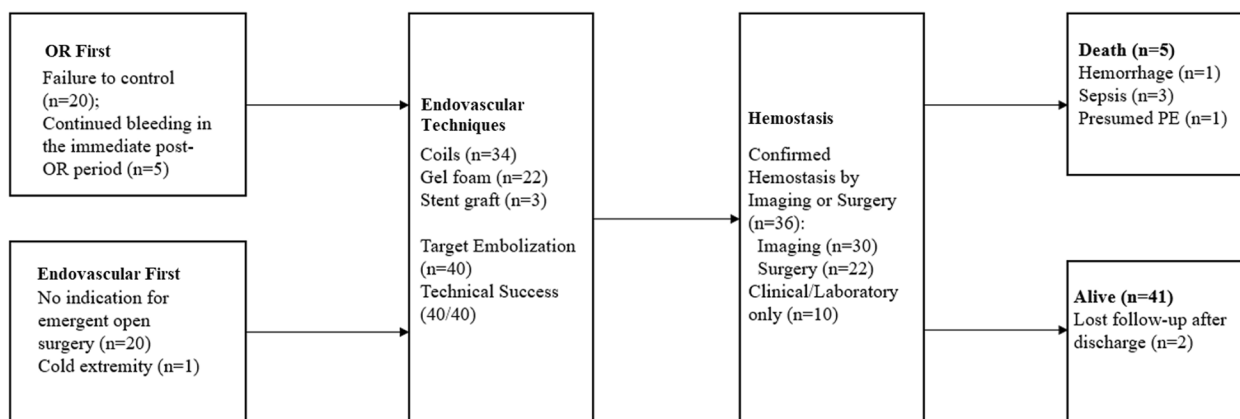 OR First
Failure to control
(n=20);
Continued bleeding in
the immediate post-
OR period (n=5)
Endovascular First
No indication for
emergent open
surgery (n=20)
Cold extremity (n=1)
Endovascular
Techniques
Coils (n=34)
Gel foam (n=22)
Stent graft (n=3)
Target Embolization
(n=40)
Technical Success
(40/40)
Hemostasis
Confirmed
Hemostasis by
Imaging or Surgery
(n=36):
Imaging (n=30)
Surgery (n=22)
Clinical/Laboratory
only (n=10)
Death (n=5)
Hemorrhage (n=1)
Sepsis (n=3)
Presumed PE (n=1)
Alive (n=41)
Lost follow-up after
discharge (n=2)